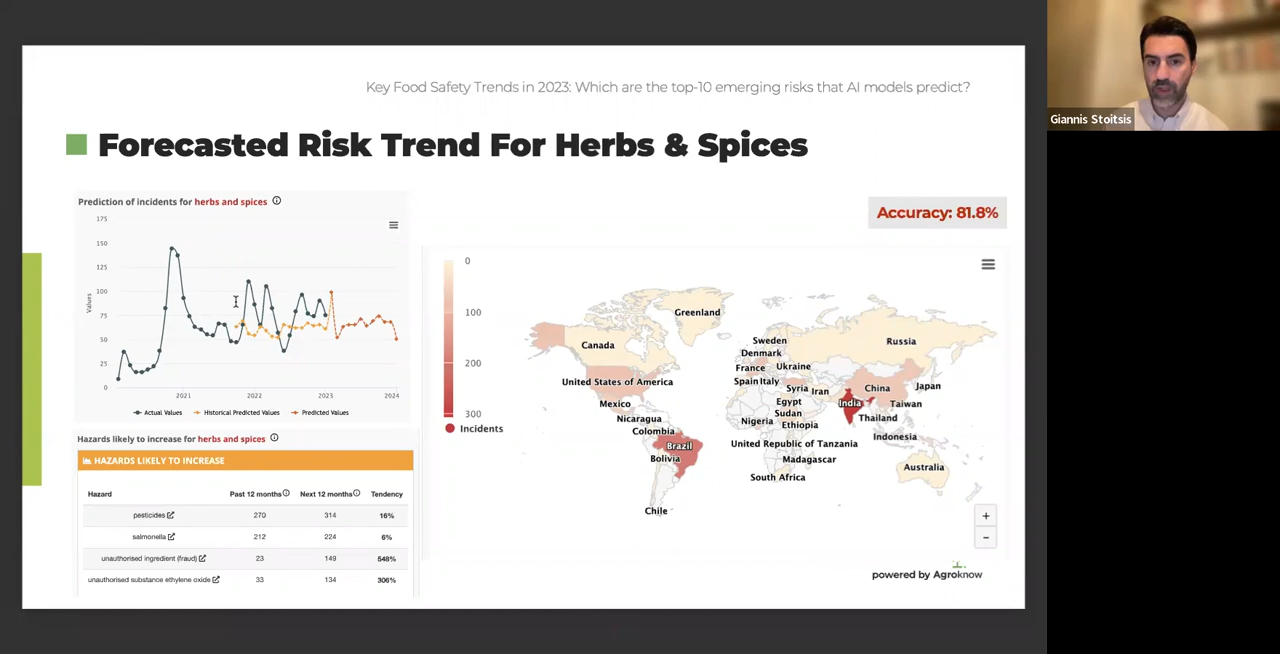 Key Food Safety Trends in 2023: Which are the top-10 emerging risks that AI models predict?
Giannis Stoitsis
Forecasted Risk Trend For Herbs & Spices
Accuracy: 81.8%
Prediction of incidents for herbs and spices
175
150
125
100
75
50
25
0
Values
2021 2022 2023 2024
Actual Values Historical Predicted Values Predicted Values
Hazards likely to increase for herbs and spices
HAZARDS LIKELY TO INCREASE
Hazard Past 12 months Next 12 months Tendency
pesticides 270 314 16%
salmonella 212 224 6%
unauthorised ingredient (fraud) 23 149 548%
unauthorised substance ethylene oxide 33 134 306%
0
100
200
300
Incidents
Greenland
Canada
Sweden
Russia
Denmark
France Ukraine
United States of America
Spain Italy
Syria Iran
China
Japan
Mexico
Egypt
India
Taiwan
Nicaragua
Sudan
Thailand
Colombia
Nigeria Ethiopia
Indonesia
Brazil
United Republic of Tanzania
Bolivia
Madagascar
Australia
South Africa
Chile
+
−
powered by Agroknow